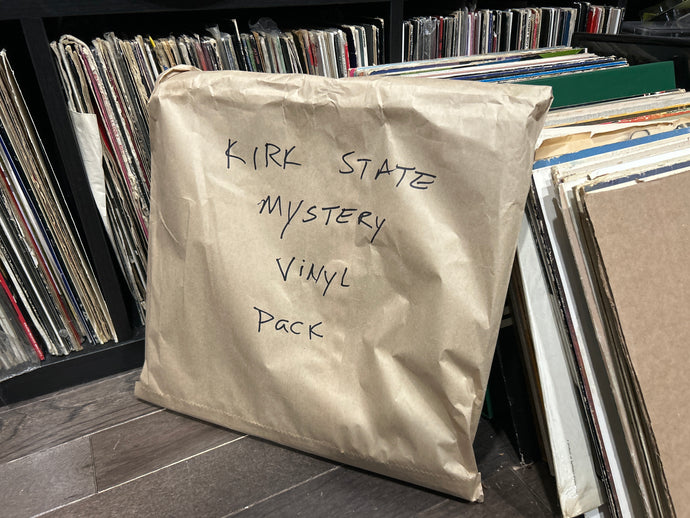 KIRK STATE
MYSTERY
ViNYL
Pack